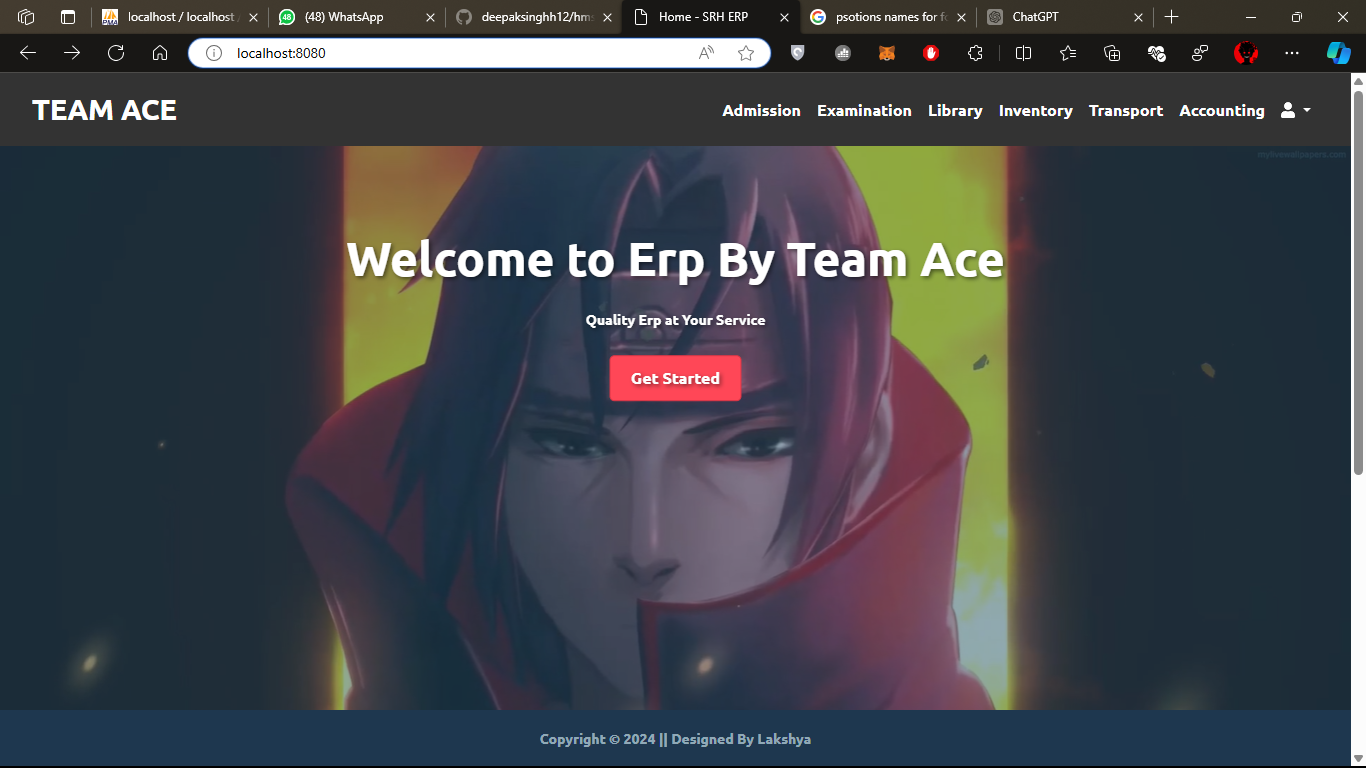 localhost / localhost /
(48) WhatsApp
deepaksinghh12/hms
Home - SRH ERP
psotions names for fo
ChatGPT
localhost:8080
TEAM ACE
Admission Examination Library Inventory Transport Accounting
mylivewallpapers.com
Welcome to Erp By Team Ace
Quality Erp at Your Service
Get Started
Copyright © 2024 || Designed By Lakshya